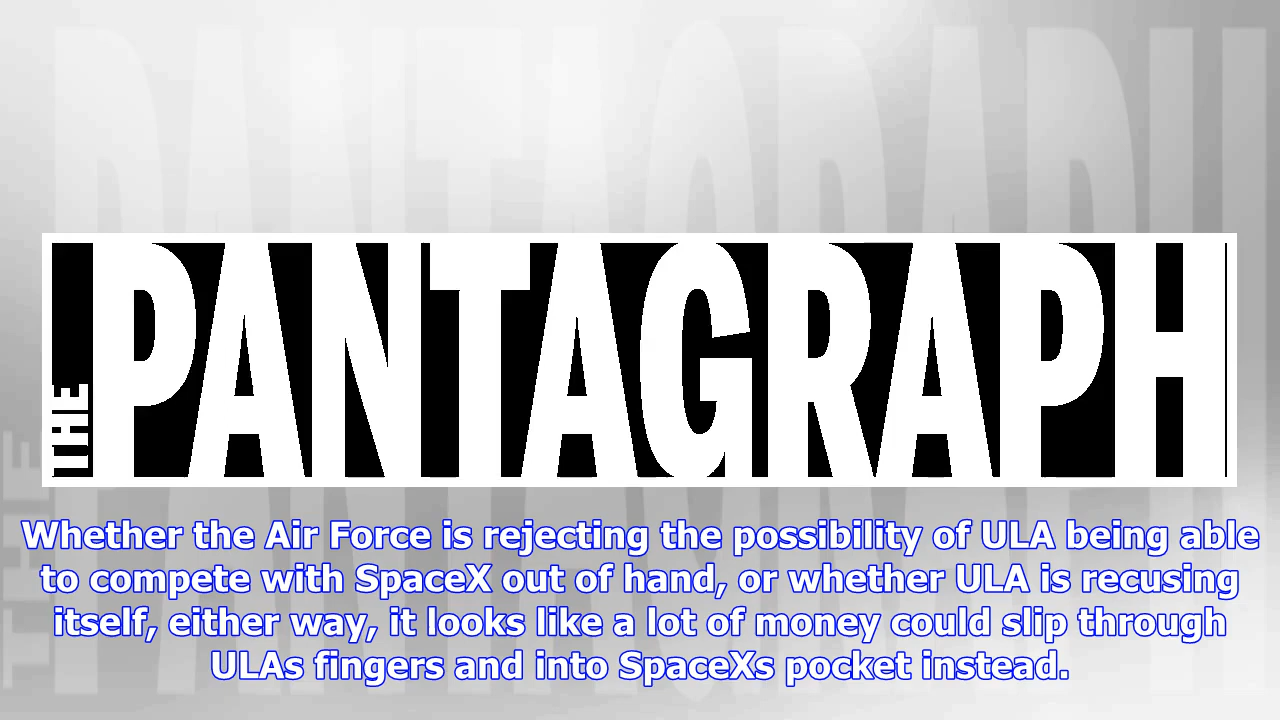 THE PANTAGRAPH
Whether the Air Force is rejecting the possibility of ULA being able
to compete with SpaceX out of hand, or whether ULA is recusing
itself, either way, it looks like a lot of money could slip through
ULAs fingers and into SpaceXs pocket instead.